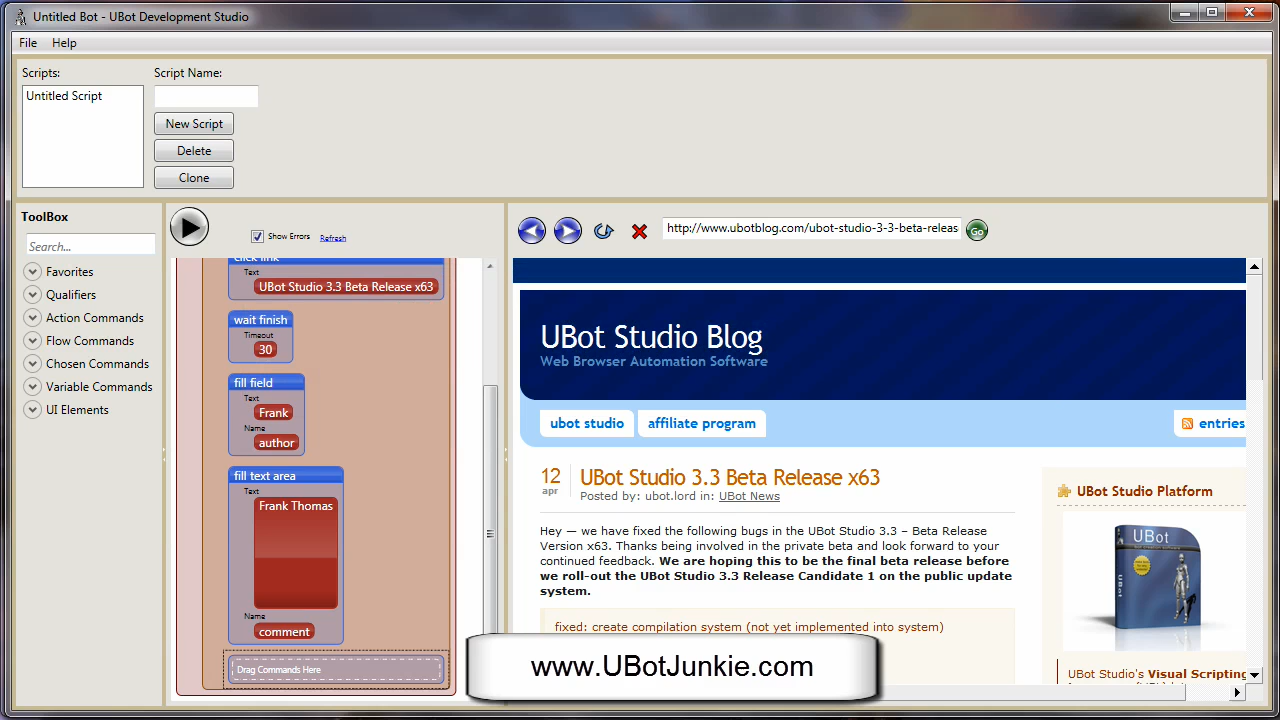 Untitled Bot - UBot Development Studio
File Help
Scripts:
Untitled Script
Script Name:
New Script
Delete
Clone
ToolBox
Search...
Favorites
Qualifiers
Action Commands
Flow Commands
Chosen Commands
Variable Commands
UI Elements
Show Errors Refresh
click link
Text
UBot Studio 3.3 Beta Release x63
wait finish
Timeout
30
fill field
Text
Frank
Name
author
fill text area
Text
Frank Thomas
Name
comment
Drag Commands Here
http://www.ubotblog.com/ubot-studio-3-3-beta-releas Go
UBot Studio Blog
Web Browser Automation Software
ubot studio affiliate program entries
12
apr
UBot Studio 3.3 Beta Release x63
Posted by: ubot.lord in: UBot News
Hey — we have fixed the following bugs in the UBot Studio 3.3 – Beta Release
Version x63. Thanks being involved in the private beta and look forward to your
continued feedback. We are hoping this to be the final beta release before
we roll-out the UBot Studio 3.3 Release Candidate 1 on the public update
system.
fixed: create compilation system (not yet implemented into system)
UBot Studio Platform
UBot
UBot Studio's Visual Scripting
www.UBotJunkie.com